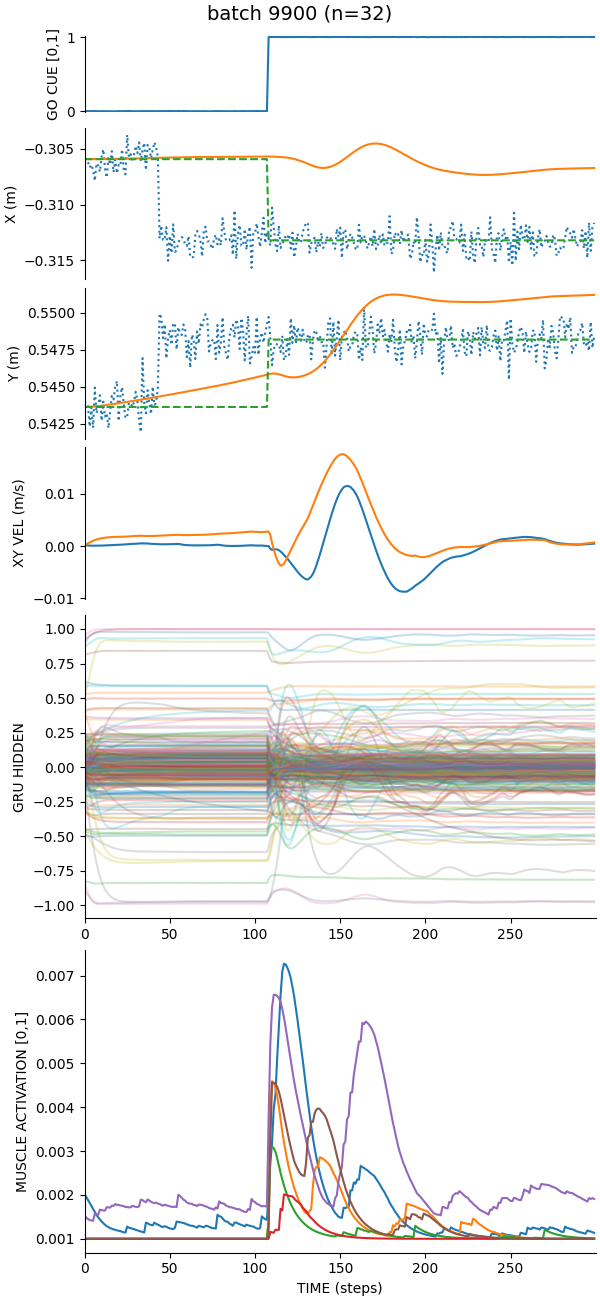 batch 9900 (n=32)
GO CUE [0,1]
1
0
X (m)
−0.305
−0.310
−0.315
Y (m)
0.5500
0.5475
0.5450
0.5425
XY VEL (m/s)
0.01
0.00
−0.01
GRU HIDDEN
1.00
0.75
0.50
0.25
0.00
−0.25
−0.50
−0.75
−1.00
0 50 100 150 200 250
MUSCLE ACTIVATION [0,1]
0.007
0.006
0.005
0.004
0.003
0.002
0.001
0 50 100 150 200 250
TIME (steps)